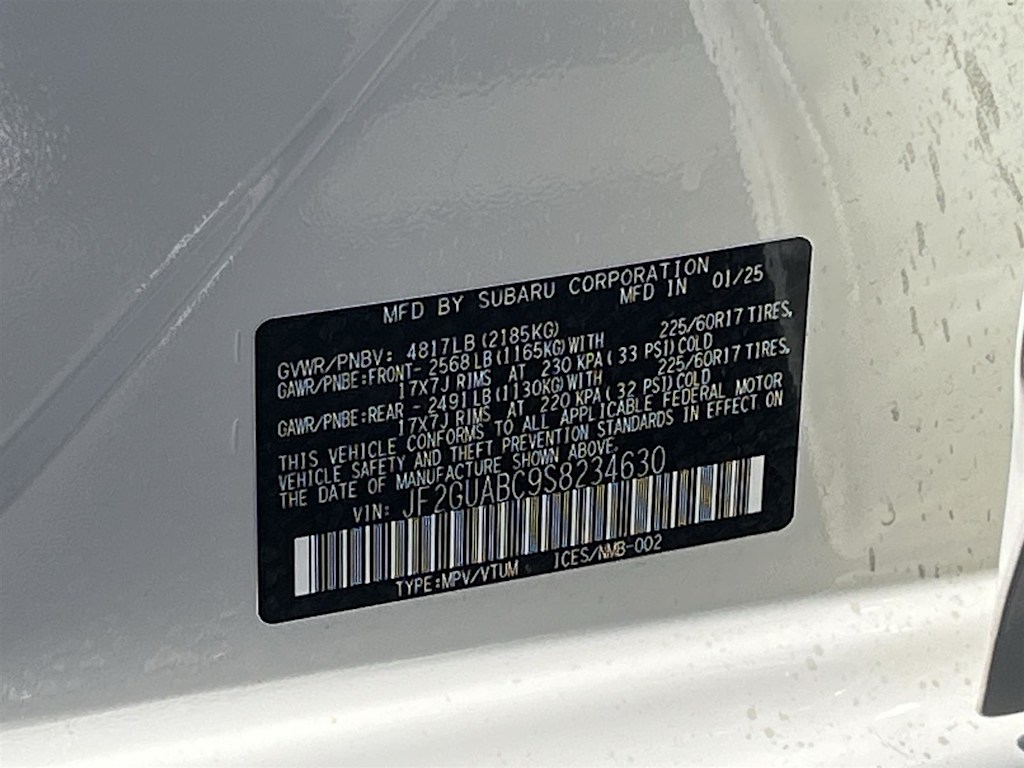 MFD BY SUBARU CORPORATION
MFD IN 01/25
GVWR/PNBV: 4817LB(2185KG)
GAWR/PNBE:FRONT- 2568LB(1165KG)WITH 225/60R17 TIRES,
17x7J RIMS AT 230 KPA( 33 PSI)COLD
GAWR/PNBE:REAR - 2491LB(1130KG)WITH 225/60R17 TIRES,
17x7J RIMS AT 220 KPA( 32 PSI)COLD
THIS VEHICLE CONFORMS TO ALL APPLICABLE FEDERAL MOTOR
VEHICLE SAFETY AND THEFT PREVENTION STANDARDS IN EFFECT ON
THE DATE OF MANUFACTURE SHOWN ABOVE.
VIN: JF2GUABC9S8234630
TYPE:MPV/VTUM ICES/NMB-002